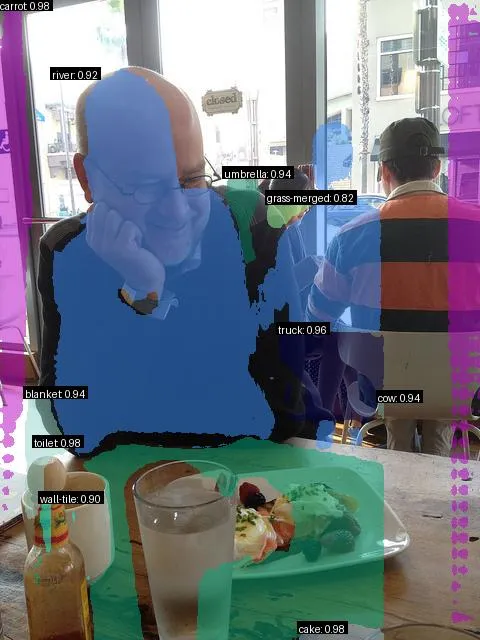 carrot 0.98
river: 0.92
closed
umbrella: 0.94
grass-merged: 0.82
truck: 0.96
blanket: 0.94
cow: 0.94
toilet: 0.98
wall-tile: 0.90
cake: 0.98